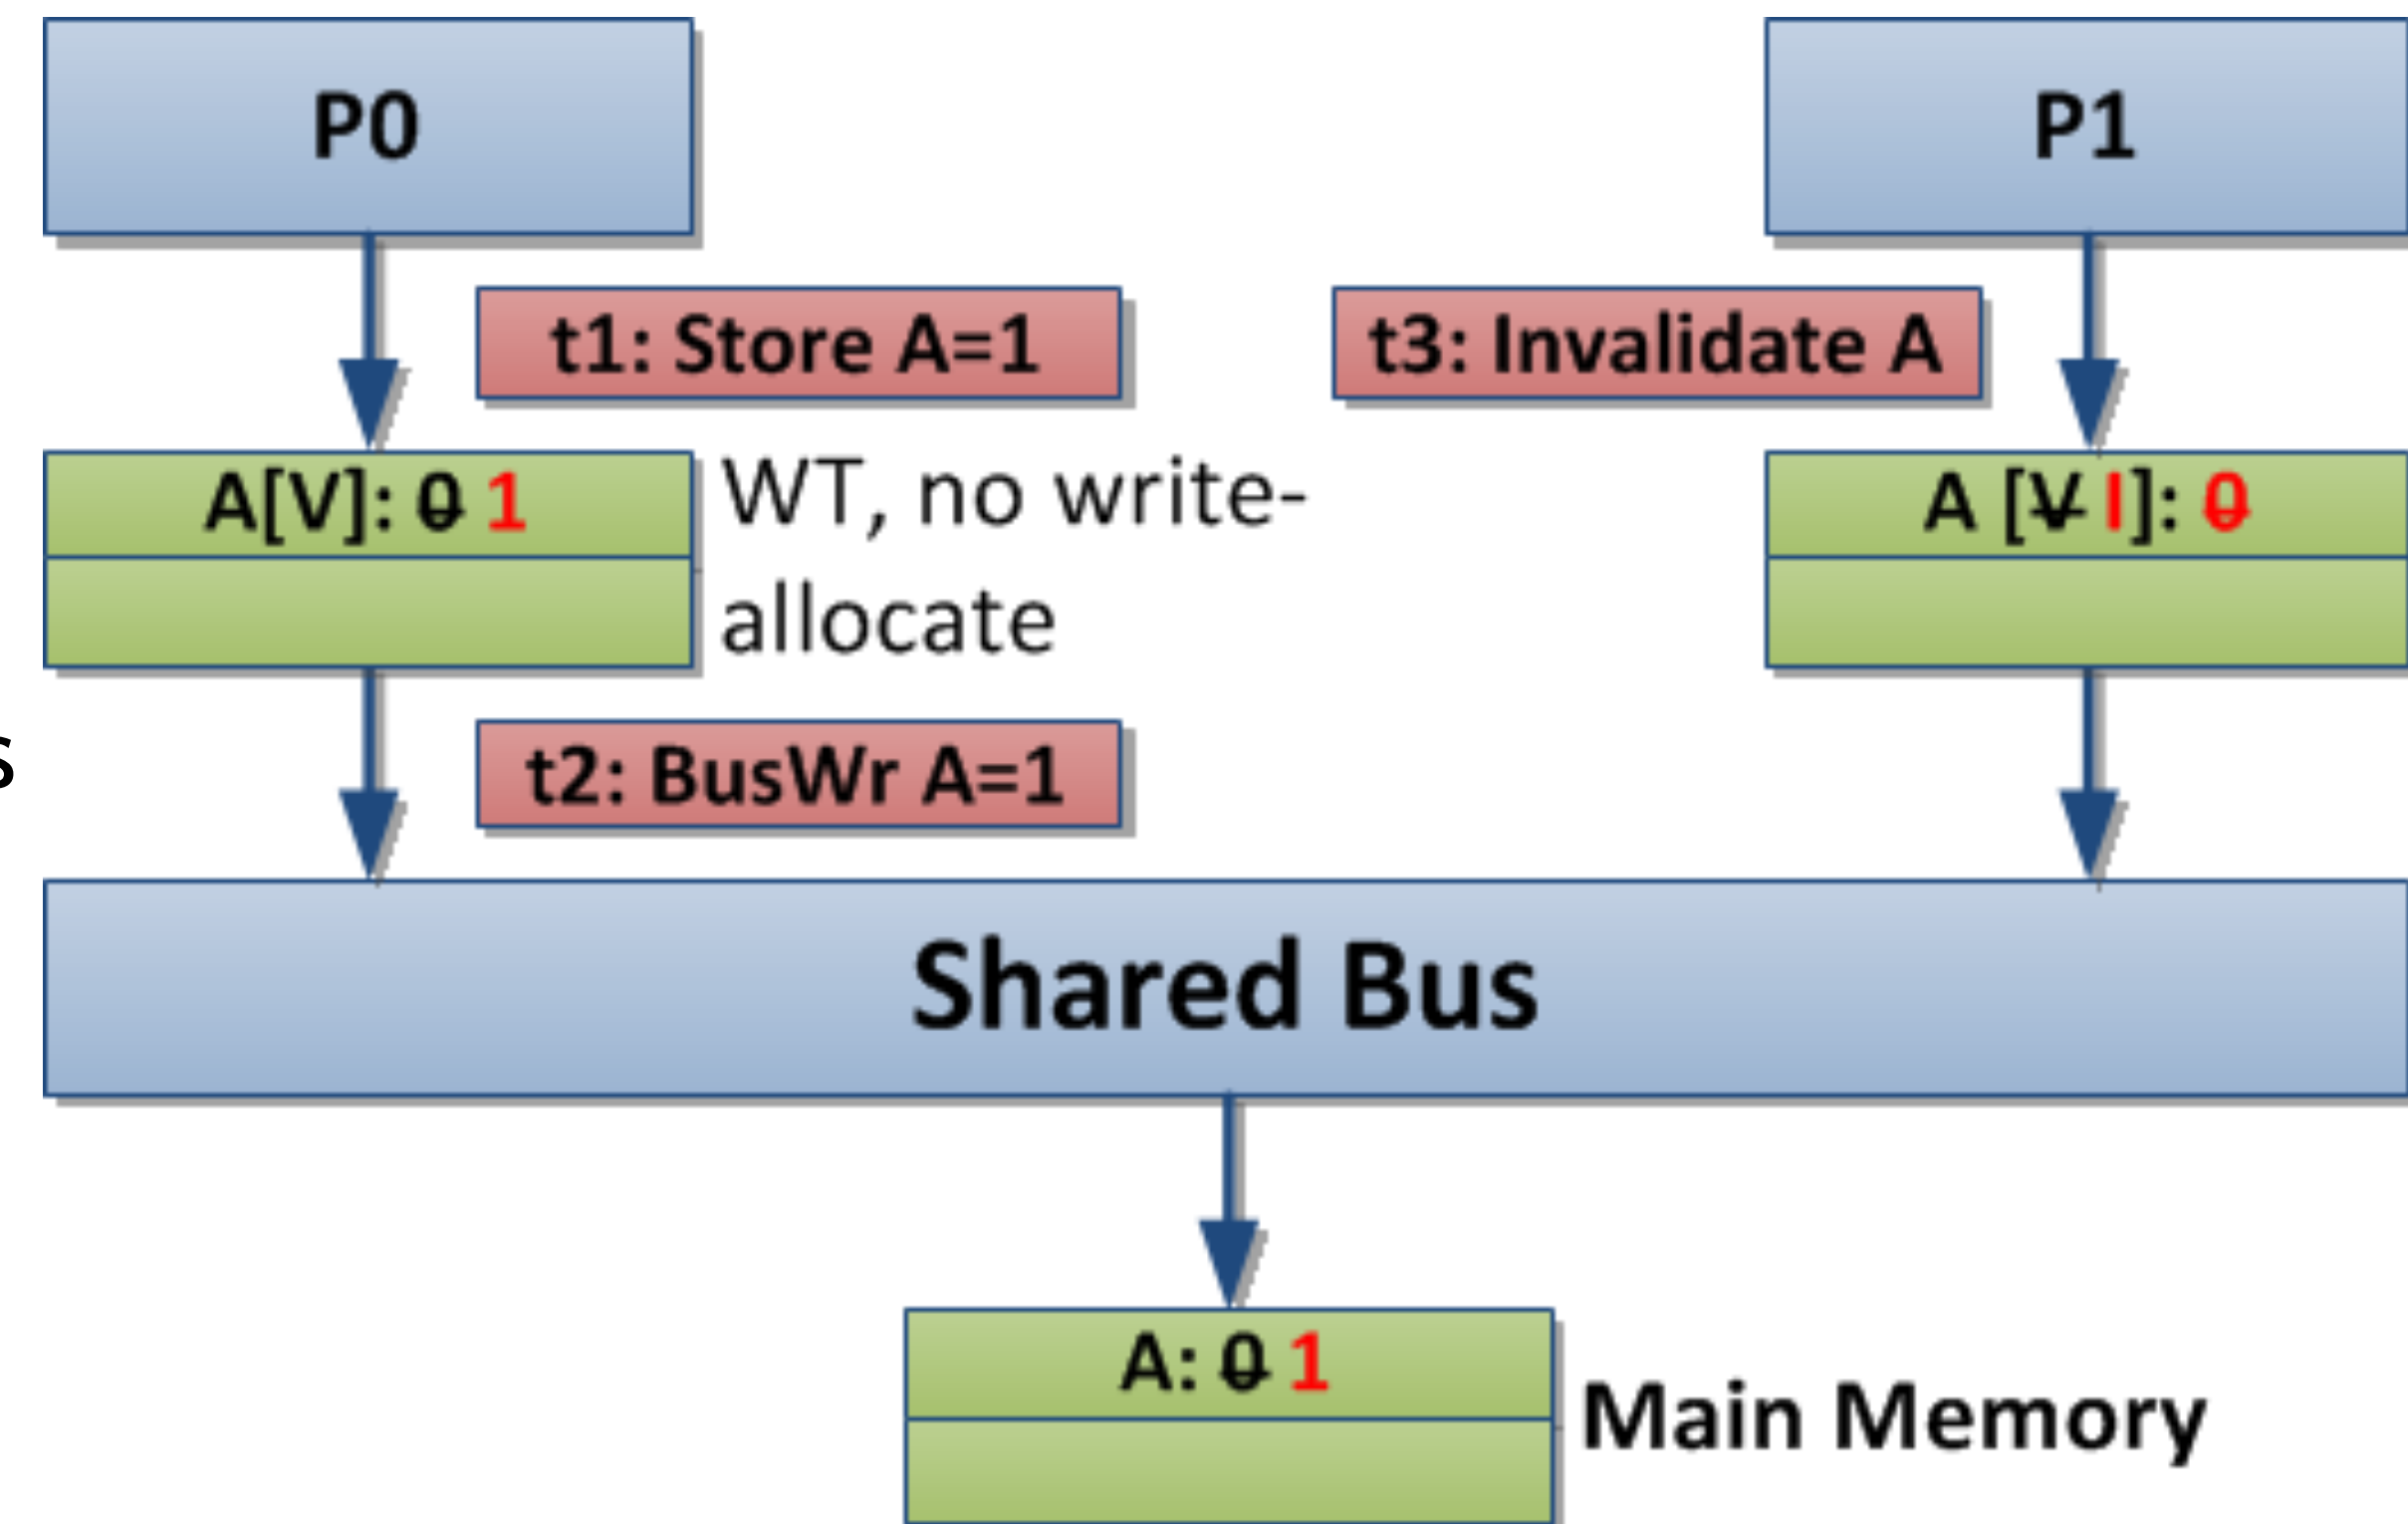 P0
P1
t1: Store A=1
t3: Invalidate A
A[V]: 0 1
WT, no write-
allocate
A [V I]: 0
s
t2: BusWr A=1
Shared Bus
A: 0 1
Main Memory